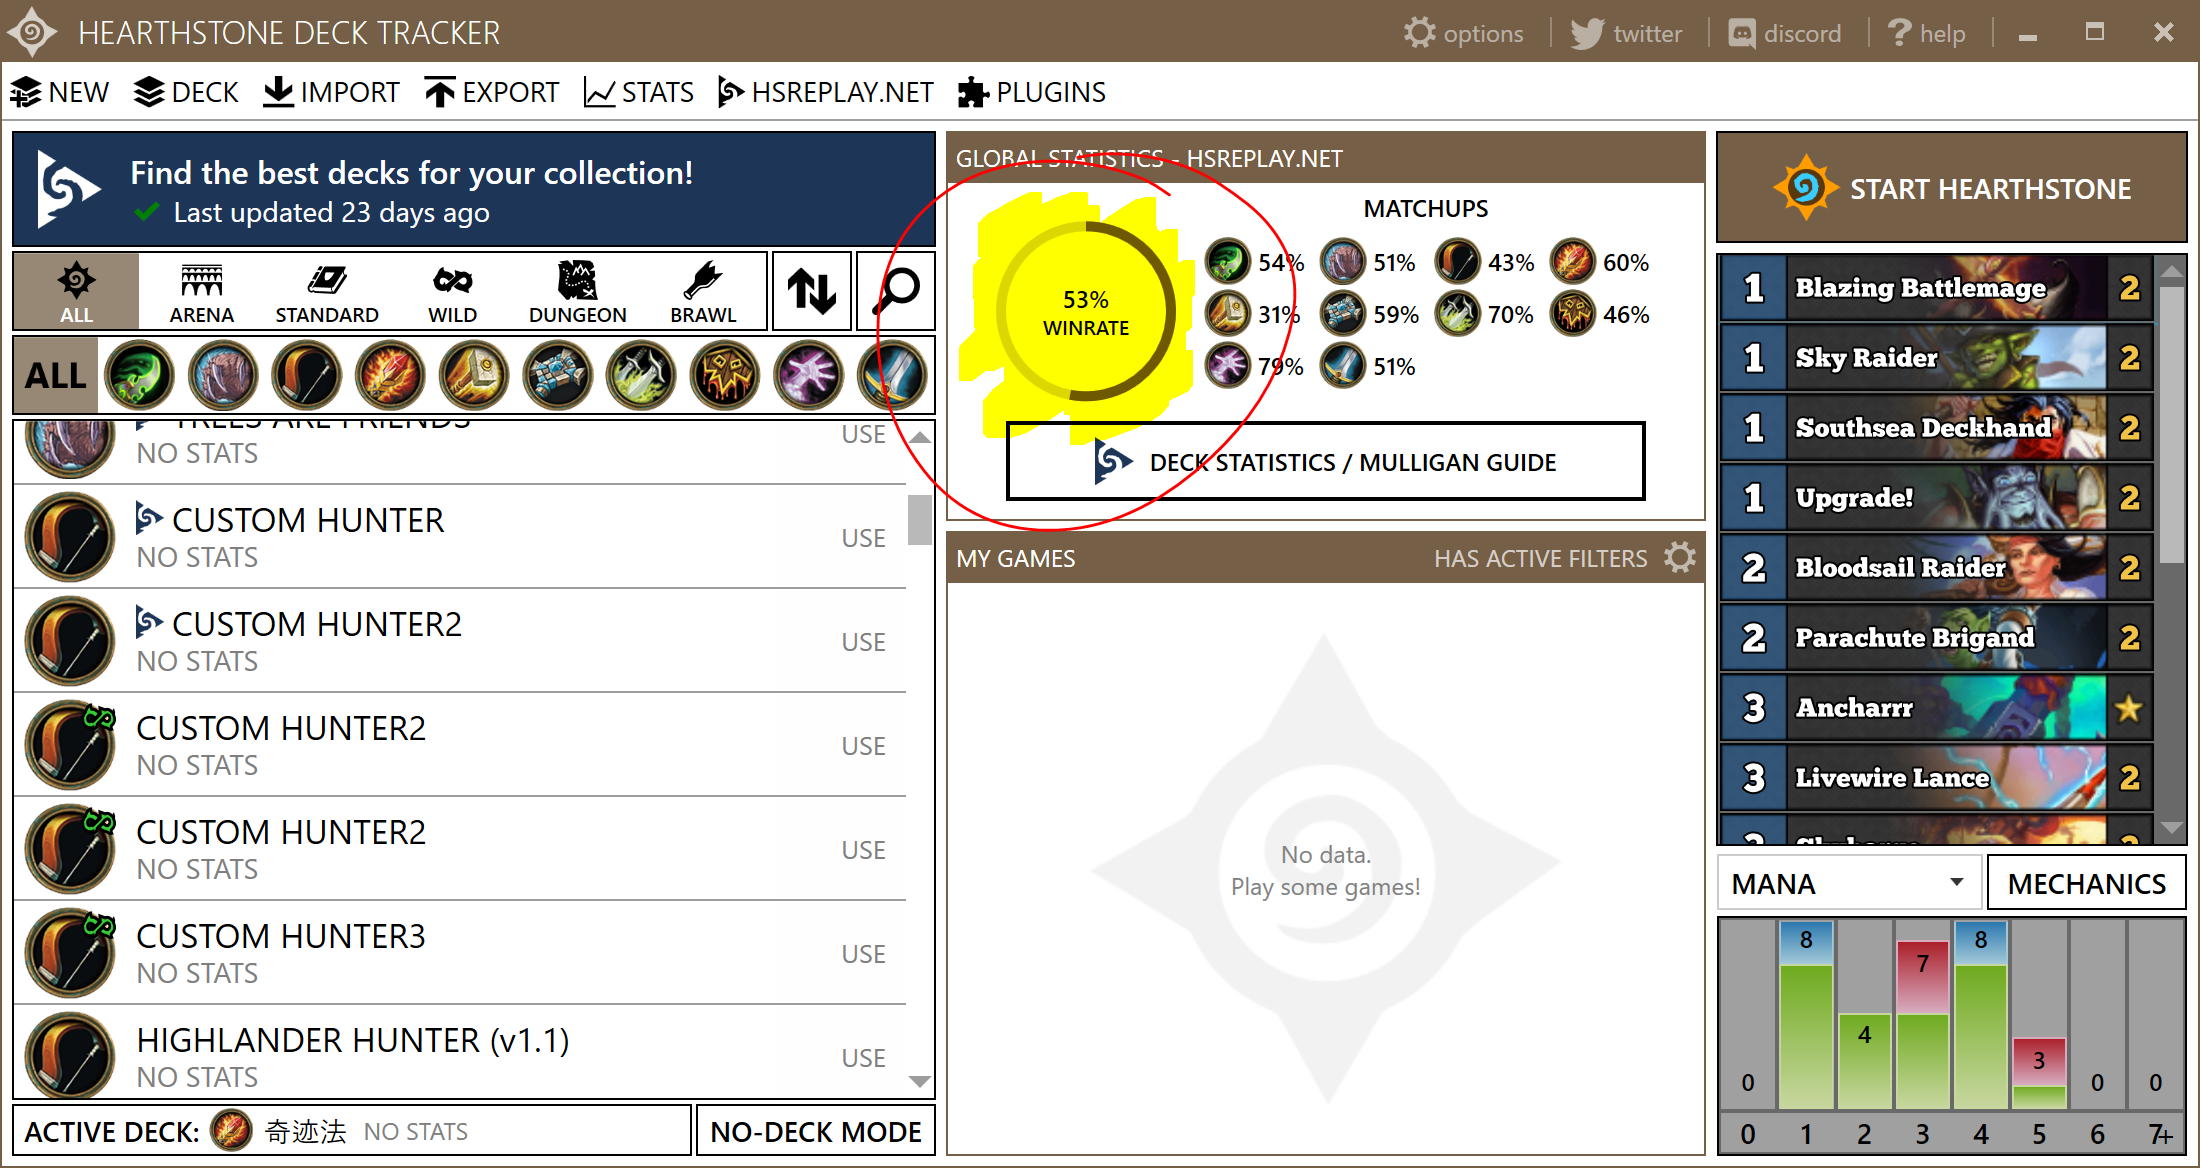 HEARTHSTONE DECK TRACKER
options
twitter
discord
help
NEW
DECK
IMPORT
EXPORT
STATS
HSREPLAY.NET
PLUGINS
Find the best decks for your collection!
Last updated 23 days ago
ALL
ARENA
STANDARD
WILD
DUNGEON
BRAWL
ALL
TREES ARE FRIENDS
NO STATS
USE
CUSTOM HUNTER
NO STATS
USE
CUSTOM HUNTER2
NO STATS
USE
CUSTOM HUNTER2
NO STATS
USE
CUSTOM HUNTER2
NO STATS
USE
CUSTOM HUNTER3
NO STATS
USE
HIGHLANDER HUNTER (v1.1)
NO STATS
USE
ACTIVE DECK: 奇迹法 NO STATS
NO-DECK MODE
GLOBAL STATISTICS - HSREPLAY.NET
53%
WINRATE
MATCHUPS
54% 51% 43% 60%
31% 59% 70% 46%
79% 51%
DECK STATISTICS / MULLIGAN GUIDE
MY GAMES
HAS ACTIVE FILTERS
No data.
Play some games!
START HEARTHSTONE
1 Blazing Battlemage 2
1 Sky Raider 2
1 Southsea Deckhand 2
1 Upgrade! 2
2 Bloodsail Raider 2
2 Parachute Brigand 2
3 Ancharrr
3 Livewire Lance 2
MANA
MECHANICS
0 8 4 7 8 3 0 0
0 1 2 3 4 5 6 7+